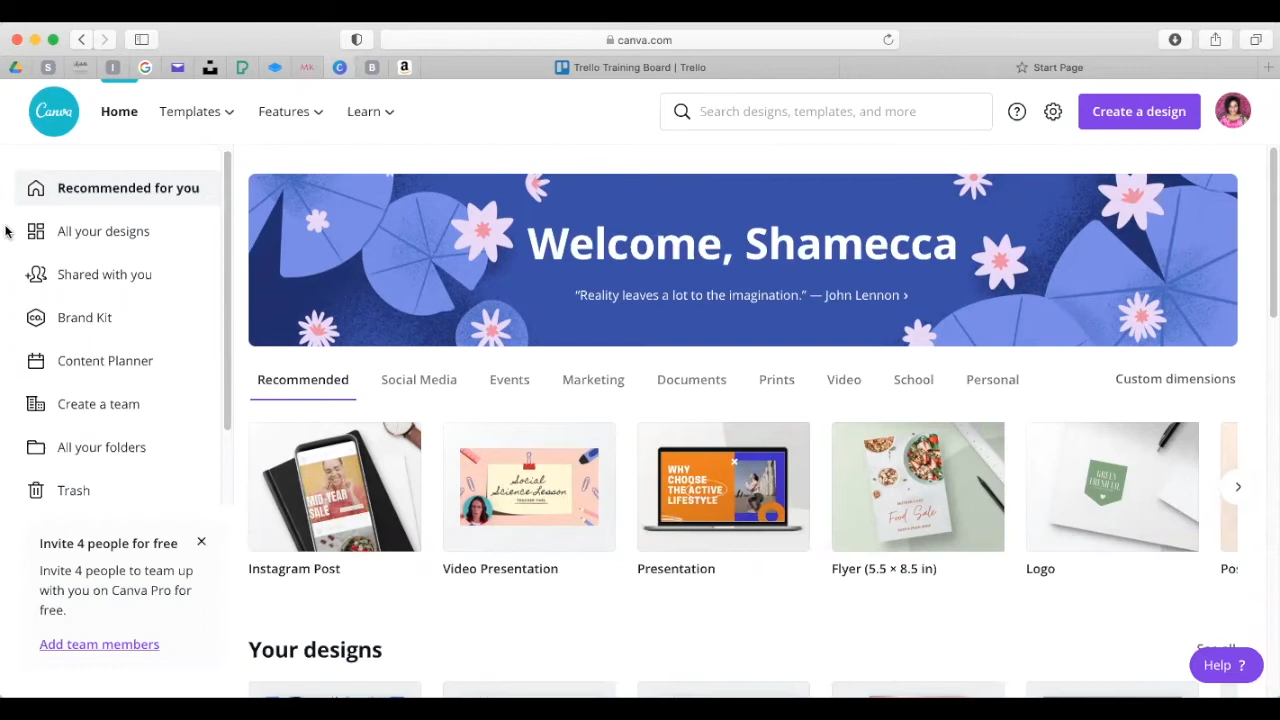 canva.com
Trello Training Board | Trello
Start Page
Canva
Home
Templates
Features
Learn
Search designs, templates, and more
Create a design
Recommended for you
All your designs
Shared with you
Brand Kit
Content Planner
Create a team
All your folders
Trash
Invite 4 people for free
Invite 4 people to team up
with you on Canva Pro for
free.
Add team members
Welcome, Shamecca
“Reality leaves a lot to the imagination.” — John Lennon ›
Recommended
Social Media
Events
Marketing
Documents
Prints
Video
School
Personal
Custom dimensions
MID YEAR
SALE
Social
Science Lesson
WHY
CHOOSE
THE ACTIVE
LIFESTYLE
Food Sale
GREEN
Instagram Post
Video Presentation
Presentation
Flyer (5.5 × 8.5 in)
Logo
Your designs
See all
Help ?